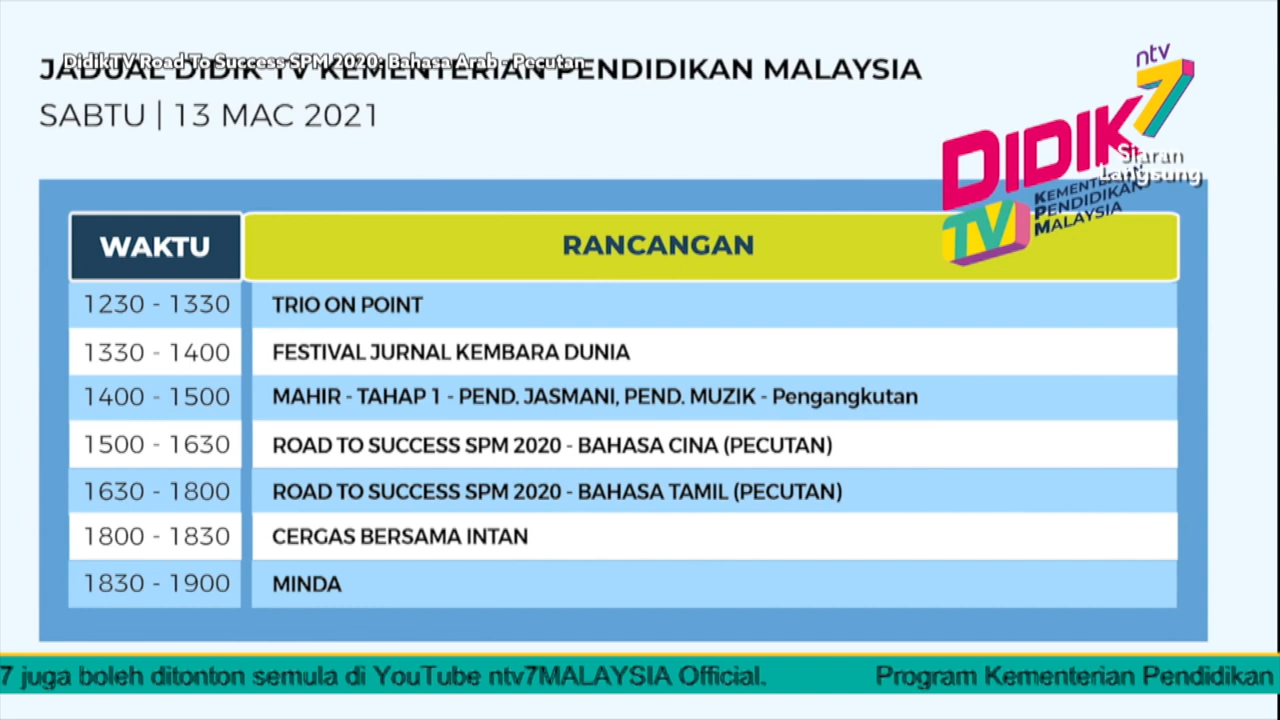 DidikTV Road To Success SPM 2020: Bahasa Arab - Pecutan
JADUAL DIDIK TV KEMENTERIAN PENDIDIKAN MALAYSIA
SABTU | 13 MAC 2021
ntv
7
DIDIK
TV
Siaran
Langsung
KEMENTERIAN
PENDIDIKAN
MALAYSIA
WAKTU RANCANGAN
1230 - 1330 TRIO ON POINT
1330 - 1400 FESTIVAL JURNAL KEMBARA DUNIA
1400 - 1500 MAHIR - TAHAP 1 - PEND. JASMANI, PEND. MUZIK - Pengangkutan
1500 - 1630 ROAD TO SUCCESS SPM 2020 - BAHASA CINA (PECUTAN)
1630 - 1800 ROAD TO SUCCESS SPM 2020 - BAHASA TAMIL (PECUTAN)
1800 - 1830 CERGAS BERSAMA INTAN
1830 - 1900 MINDA
7 juga boleh ditonton semula di YouTube ntv7MALAYSIA Official. Program Kementerian Pendidikan